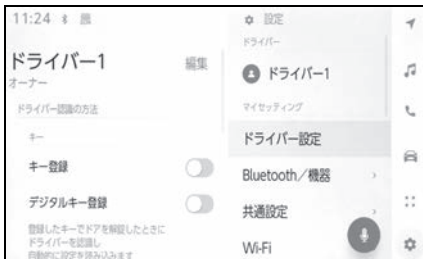 11:24
ドライバー1
編集
オーナー
ドライバー認識の方法
キー
キー登録
デジタルキー登録
登録したキーでドアを解錠したときに
ドライバーを認識し
自動的に設定を読み込みます
設定
ドライバー
ドライバー1
マイセッティング
ドライバー設定
Bluetooth／機器
共通設定
Wi-Fi